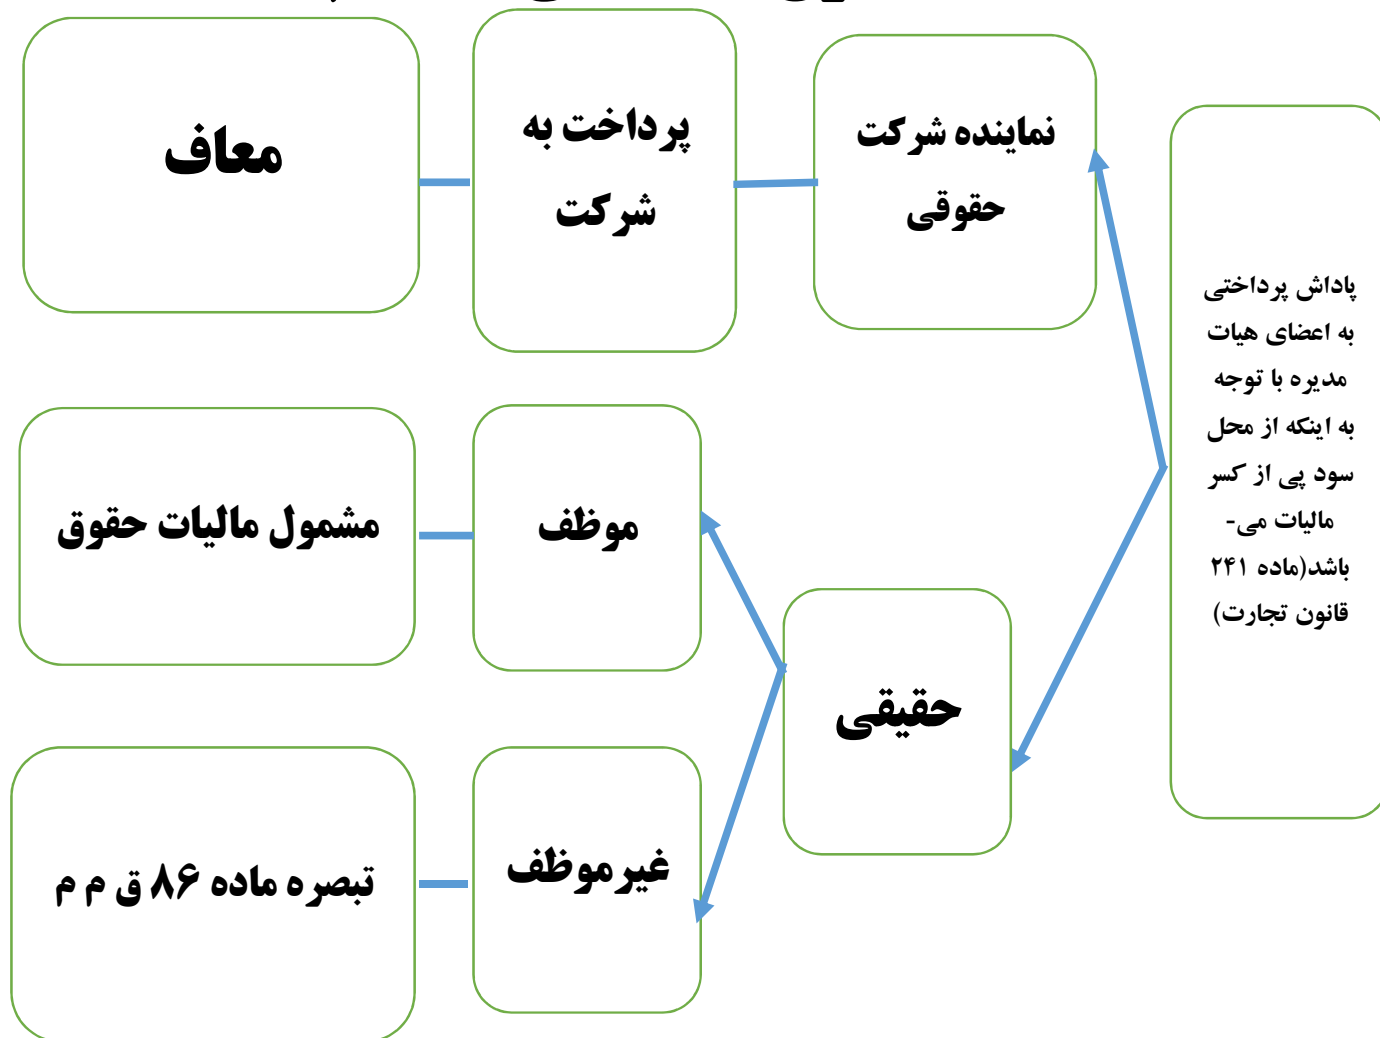 پاداش پرداختی
به اعضای هیات
مدیره با توجه
به اینکه از محل
سود پی از کسر
مالیات می-
باشد(ماده ۲۴۱
قانون تجارت)
نماینده شرکت
حقوقی
پرداخت به
شرکت
معاف
حقیقی
موظف
مشمول مالیات حقوق
غیرموظف
تبصره ماده ۸۶ ق م م